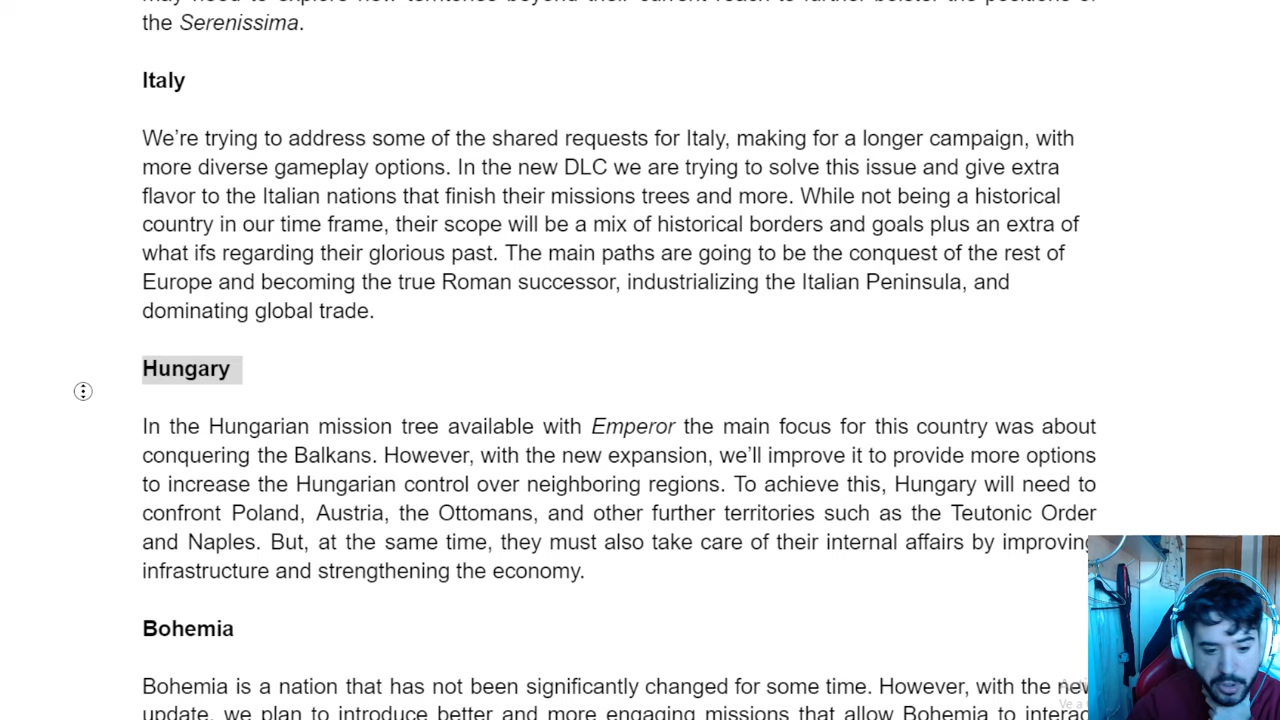 the Serenissima.
Italy
We're trying to address some of the shared requests for Italy, making for a longer campaign, with
more diverse gameplay options. In the new DLC we are trying to solve this issue and give extra
flavor to the Italian nations that finish their missions trees and more. While not being a historical
country in our time frame, their scope will be a mix of historical borders and goals plus an extra of
what ifs regarding their glorious past. The main paths are going to be the conquest of the rest of
Europe and becoming the true Roman successor, industrializing the Italian Peninsula, and
dominating global trade.
Hungary
In the Hungarian mission tree available with Emperor the main focus for this country was about
conquering the Balkans. However, with the new expansion, we'll improve it to provide more options
to increase the Hungarian control over neighboring regions. To achieve this, Hungary will need to
confront Poland, Austria, the Ottomans, and other further territories such as the Teutonic Order
and Naples. But, at the same time, they must also take care of their internal affairs by improving
infrastructure and strengthening the economy.
Bohemia
Bohemia is a nation that has not been significantly changed for some time. However, with the new
update, we plan to introduce better and more engaging missions that allow Bohemia to